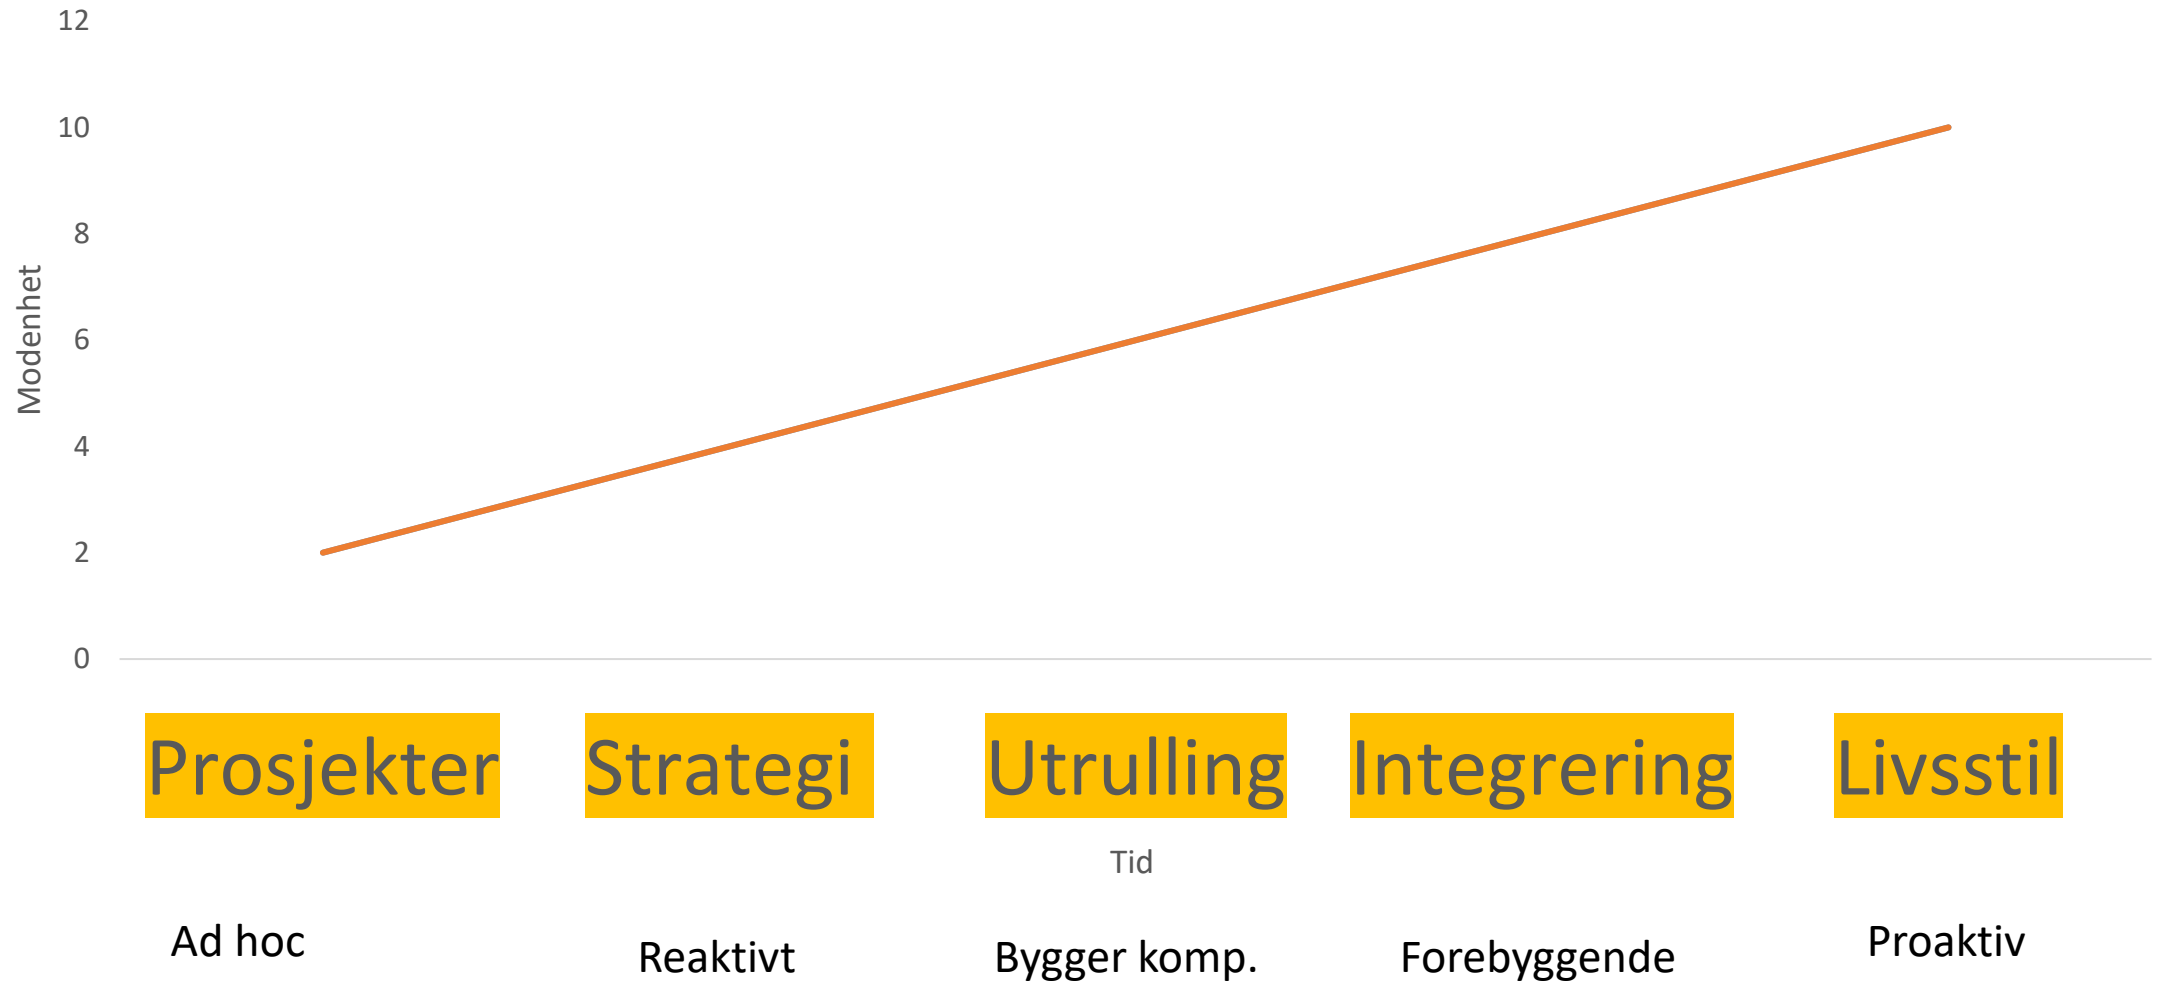 12
10
8
6
4
2
0
Modenhet
Prosjekter Strategi Utrulling Integrering Livsstil
Tid
Ad hoc Reaktivt Bygger komp. Forebyggende Proaktiv